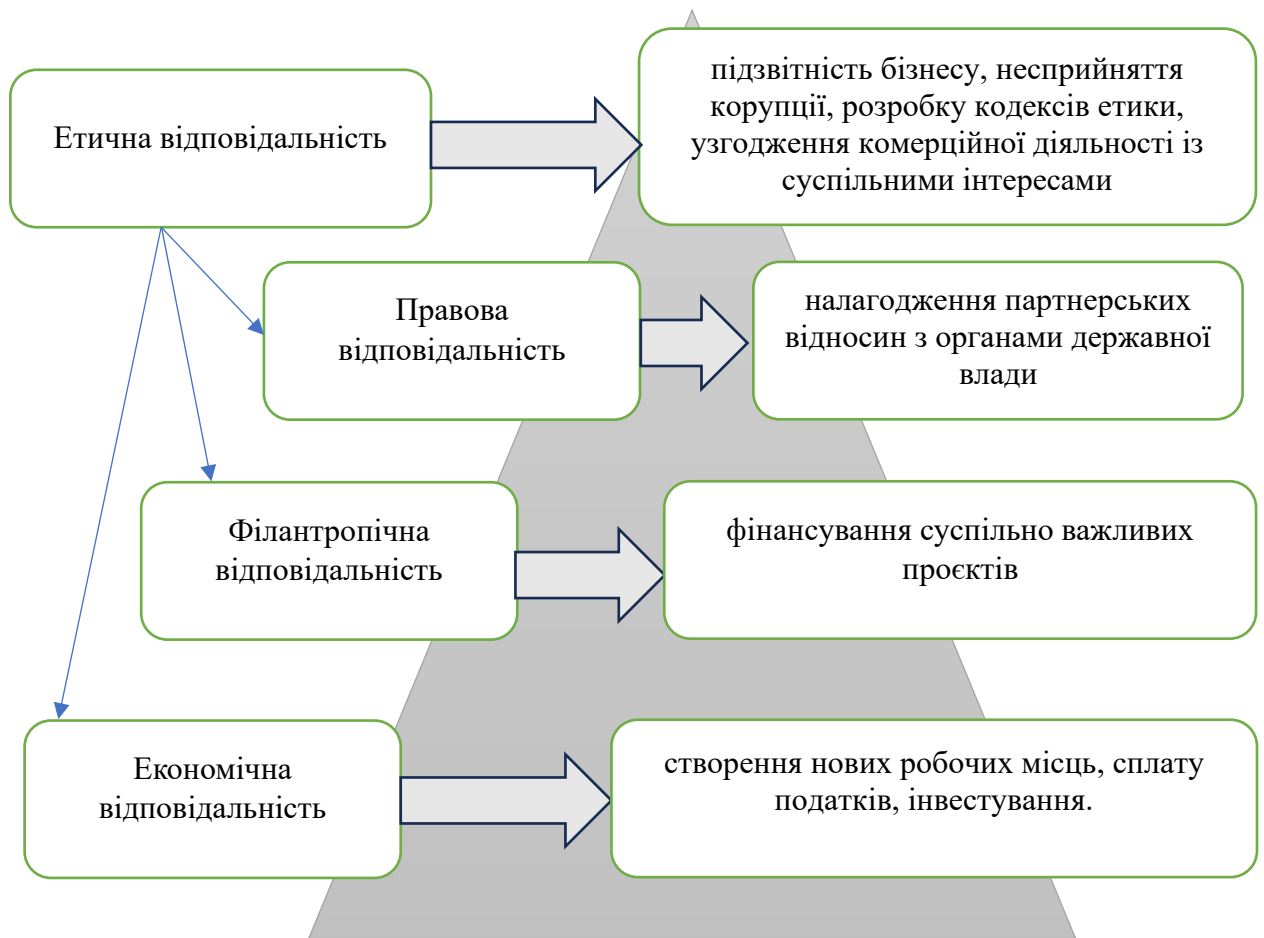 Етична відповідальність
підзвітність бізнесу, несприйняття
корупції, розробку кодексів етики,
узгодження комерційної діяльності із
суспільними інтересами
Правова
відповідальність
налагодження партнерських
відносин з органами державної
влади
Філантропічна
відповідальність
фінансування суспільно важливих
проєктів
Економічна
відповідальність
створення нових робочих місць, сплату
податків, інвестування.